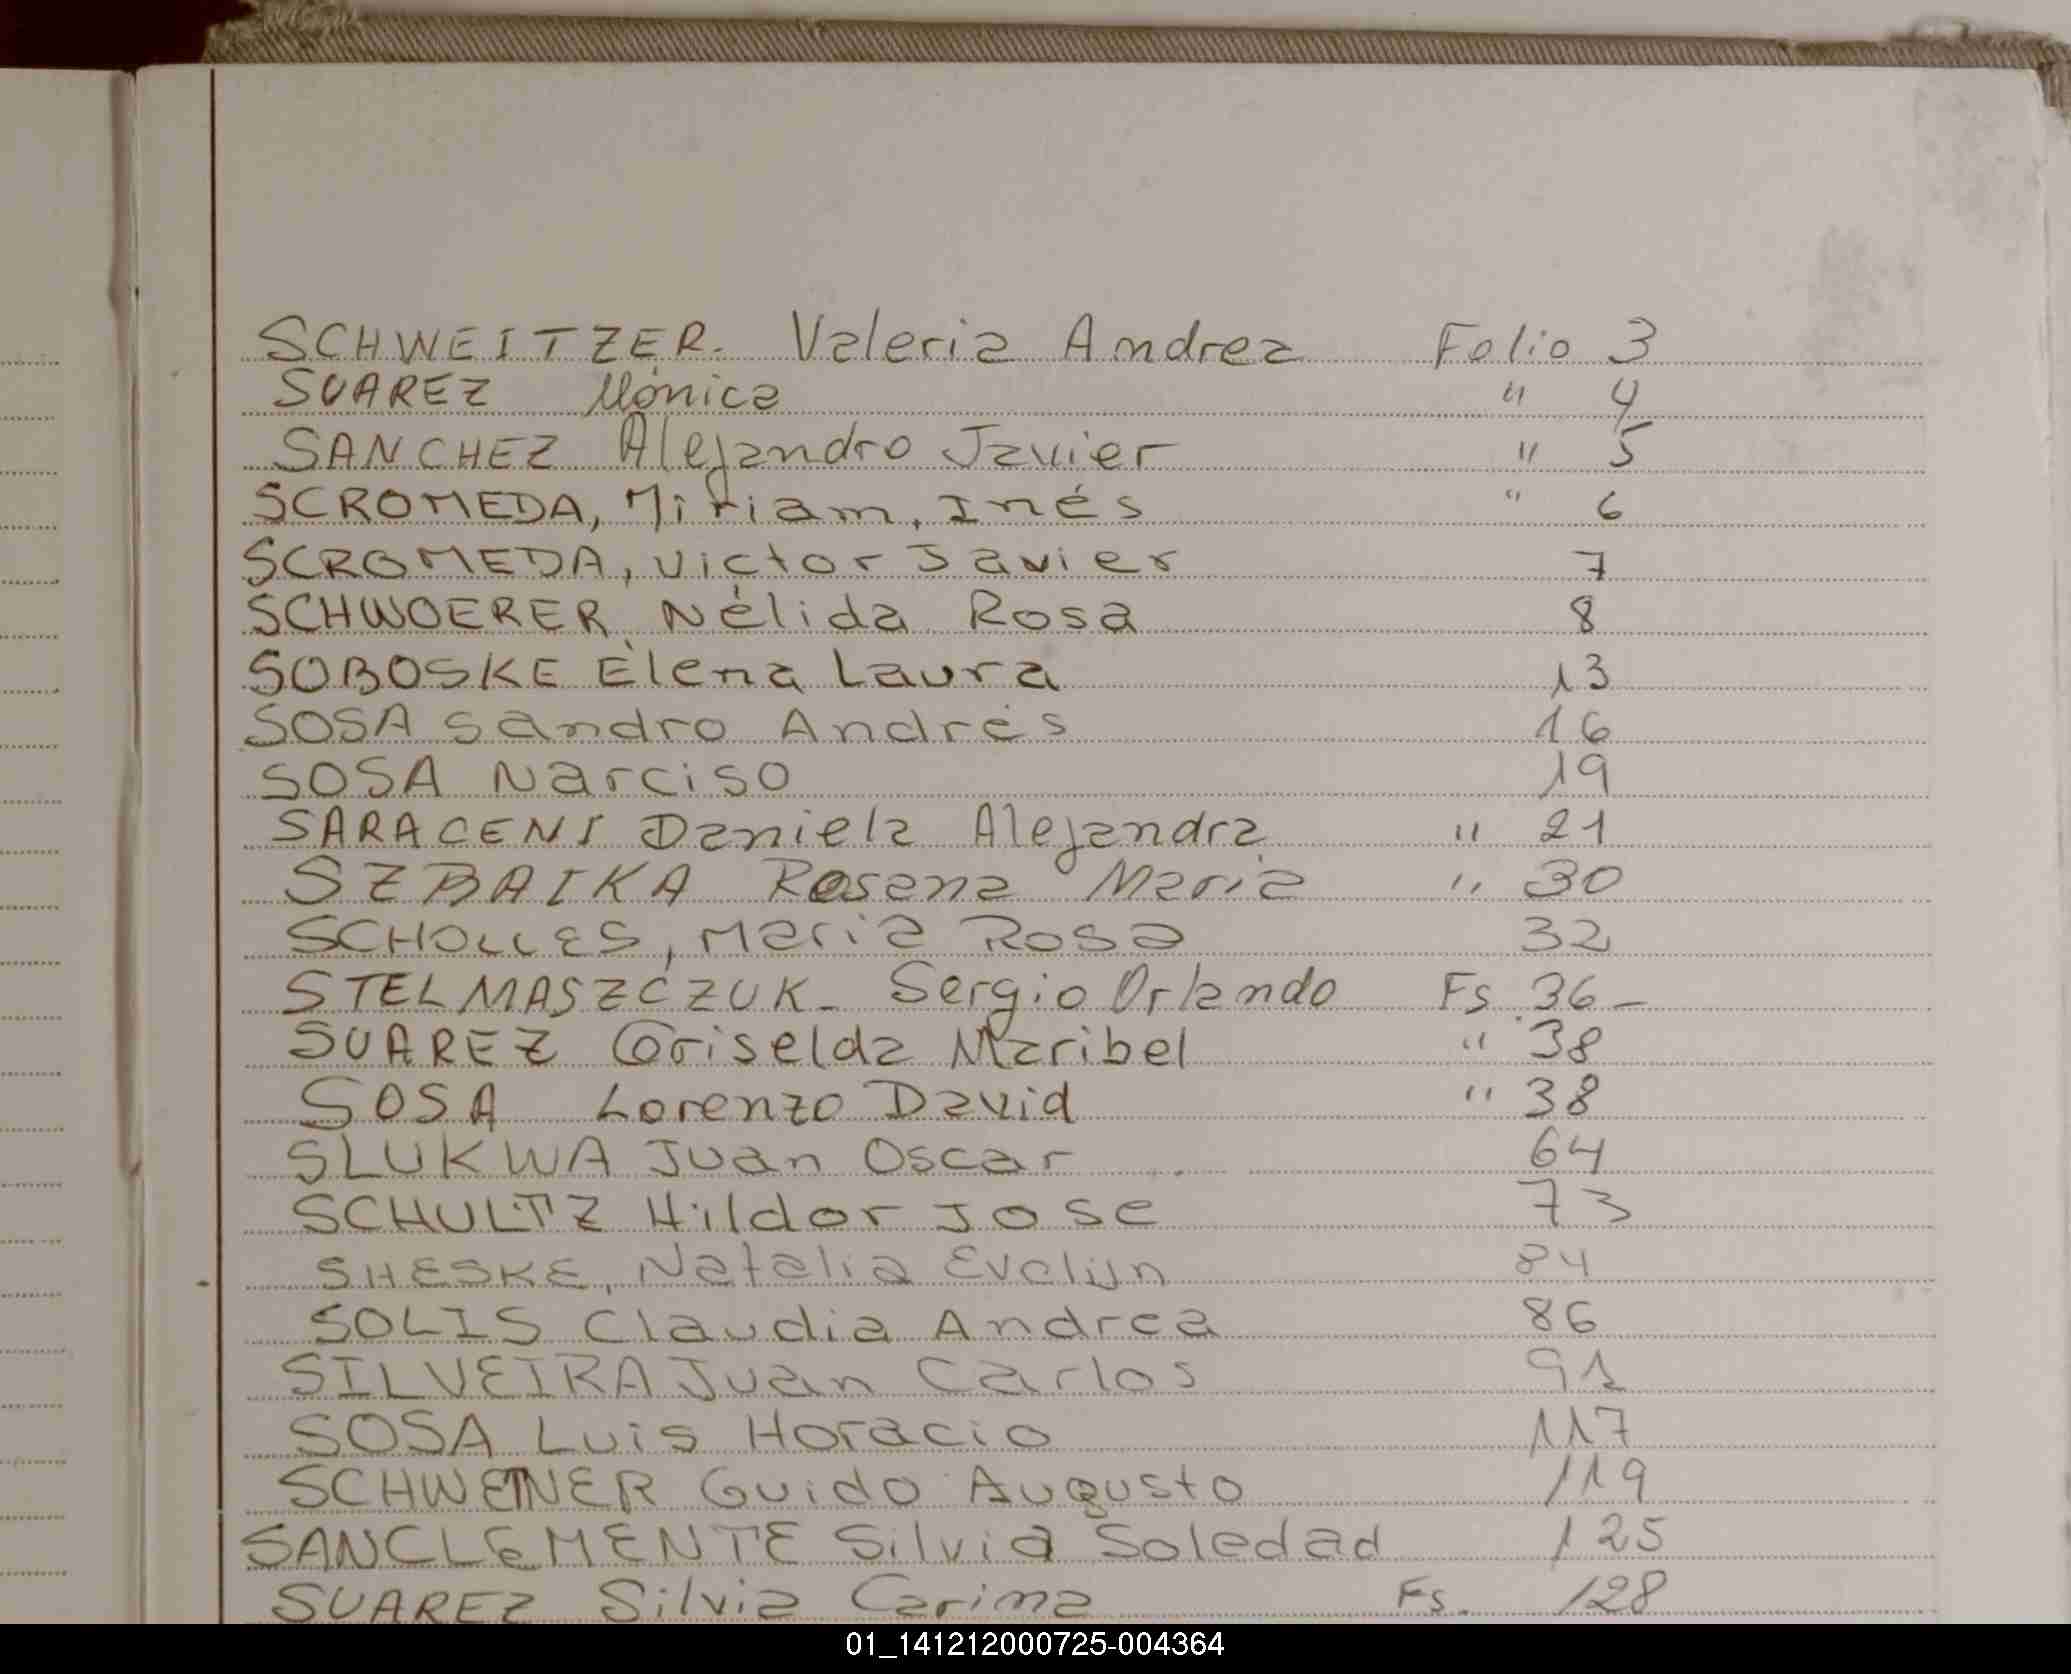 SCHWEITZER. Valeria Andrea Folio 3
SUAREZ Mónica " 4
SANCHEZ Alejandro Javier " 5
SCROMEDA, Miriam, Inés " 6
SCROMEDA, Victor Javier 7
SCHWOERER Nélida Rosa 8
SOBOSKE Elena Laura 13
SOSA Sandro Andrés 16
SOSA Narciso 19
SARACENI Daniela Alejandra " 21
SZBAIKA Rosana Maria " 30
SCHOLLES, Maria Rosa 32
STELMASZCZUK - Sergio Orlando Fs. 36 -
SUAREZ Griselda Maribel " 38
SOSA Lorenzo David " 38
SLUKWA Juan Oscar 64
SCHULTZ Hildor Jose 73
SHESKE, Natalia Evelyn 84
SOLIS Claudia Andrea 86
SILVEIRA Juan Carlos 91
SOSA Luis Horacio 117
Guido Augusto 119
SANCLEMENTE Silvia Soledad 125
SUAREZ Silvia Carina Fs. 128
01_141212000725-004364